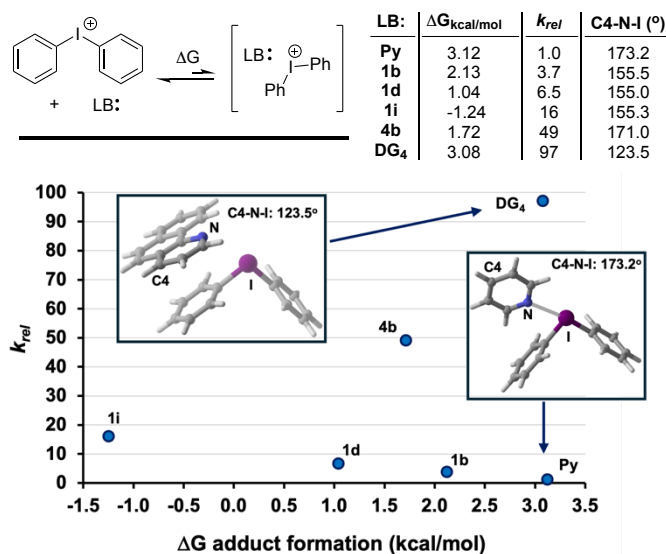 I
⊕
ΔG
LB:
⊕
I
Ph
Ph
+ LB:
LB: ΔGkcal/mol krel C4-N-I (º)
Py 3.12 1.0 173.2
1b 2.13 3.7 155.5
1d 1.04 6.5 155.0
1i -1.24 16 155.3
4b 1.72 49 171.0
DG4 3.08 97 123.5
100
90
80
70
60
50
40
30
20
10
0
krel
C4-N-I: 123.5º
N
C4
I
DG4
C4-N-I: 173.2º
C4
N
I
4b
1i
1d
1b
Py
-1.5 -1.0 -0.5 0.0 0.5 1.0 1.5 2.0 2.5 3.0 3.5
ΔG adduct formation (kcal/mol)